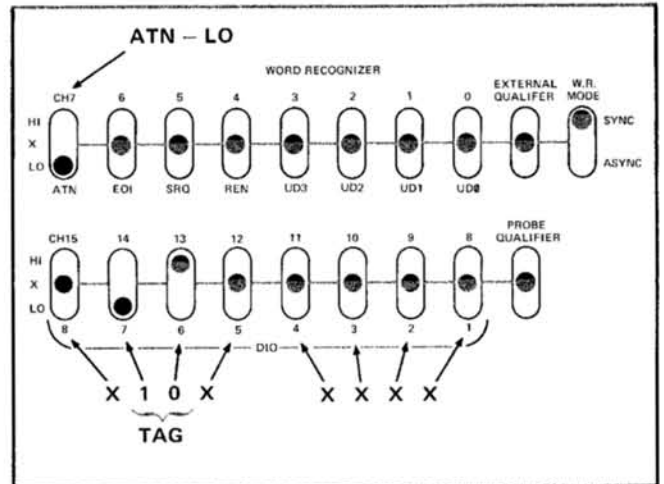 ATN – LO
WORD RECOGNIZER
EXTERNAL QUALIFER
W.R. MODE
CH7 6 5 4 3 2 1 0
HI
X
LO
SYNC
ASYNC
ATN EOI SRQ REN UD3 UD2 UD1 UD0
PROBE QUALIFIER
CH15 14 13 12 11 10 9 8
HI
X
LO
8 7 6 5 4 3 2 1
DIO
X 1 0 X X X X X
TAG